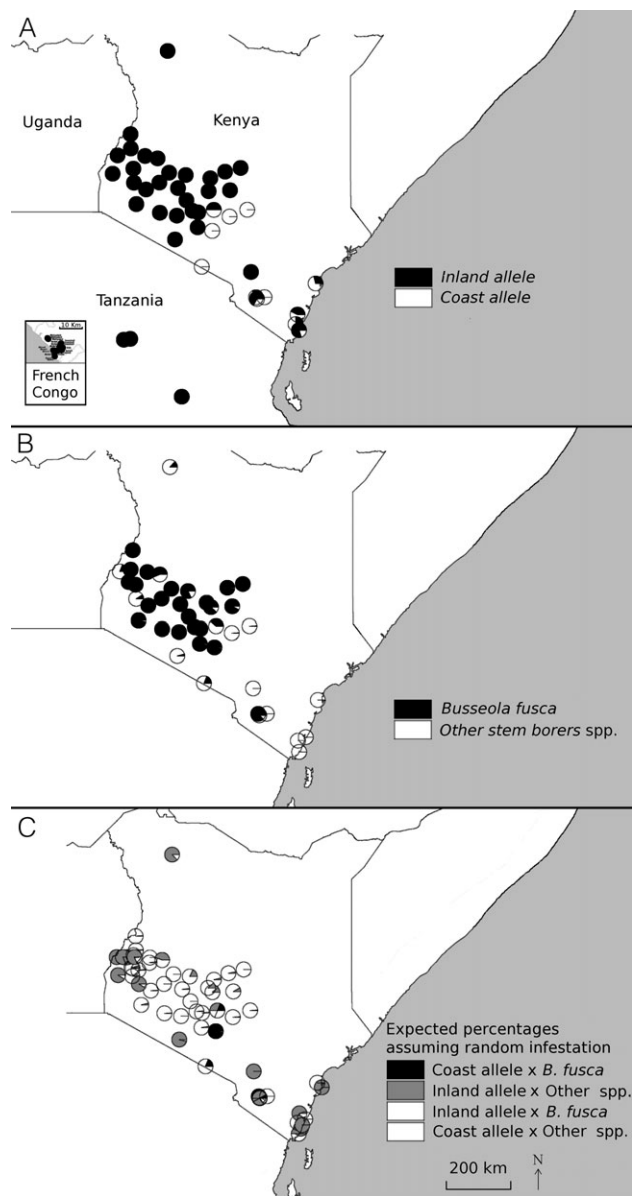 A
Uganda
Kenya
Inland allele
Coast allele
Tanzania
10 Km
French
Congo
B
Busseola fusca
Other stem borers spp.
C
Expected percentages
assuming random infestation
Coast allele x B. fusca
Inland allele x Other spp.
Inland allele x B. fusca
Coast allele x Other spp.
200 km
N